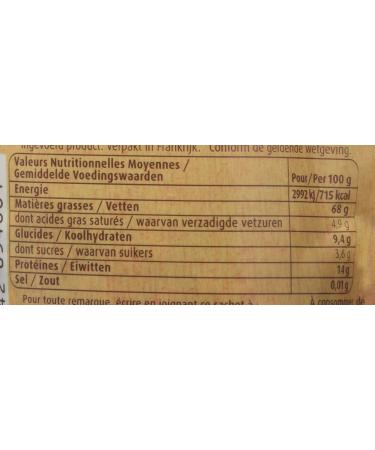 Ingevoerd product. Verpakt in Frankrijk. Conform de geldende wetgeving.
Valeurs Nutritionnelles Moyennes /
Gemiddelde Voedingswaarden Pour/Per 100 g
Energie 2992 kJ/715 kcal
Matières grasses / Vetten 68 g
dont acides gras saturés / waarvan verzadigde vetzuren 4,9 g
Glucides / Koolhydraten 9,4 g
dont sucres / waarvan suikers 3,6 g
Protéines / Eiwitten 14 g
Sel / Zout 0,01 g
Pour toute remarque, écrire en joignant ce sachet à À consommer de